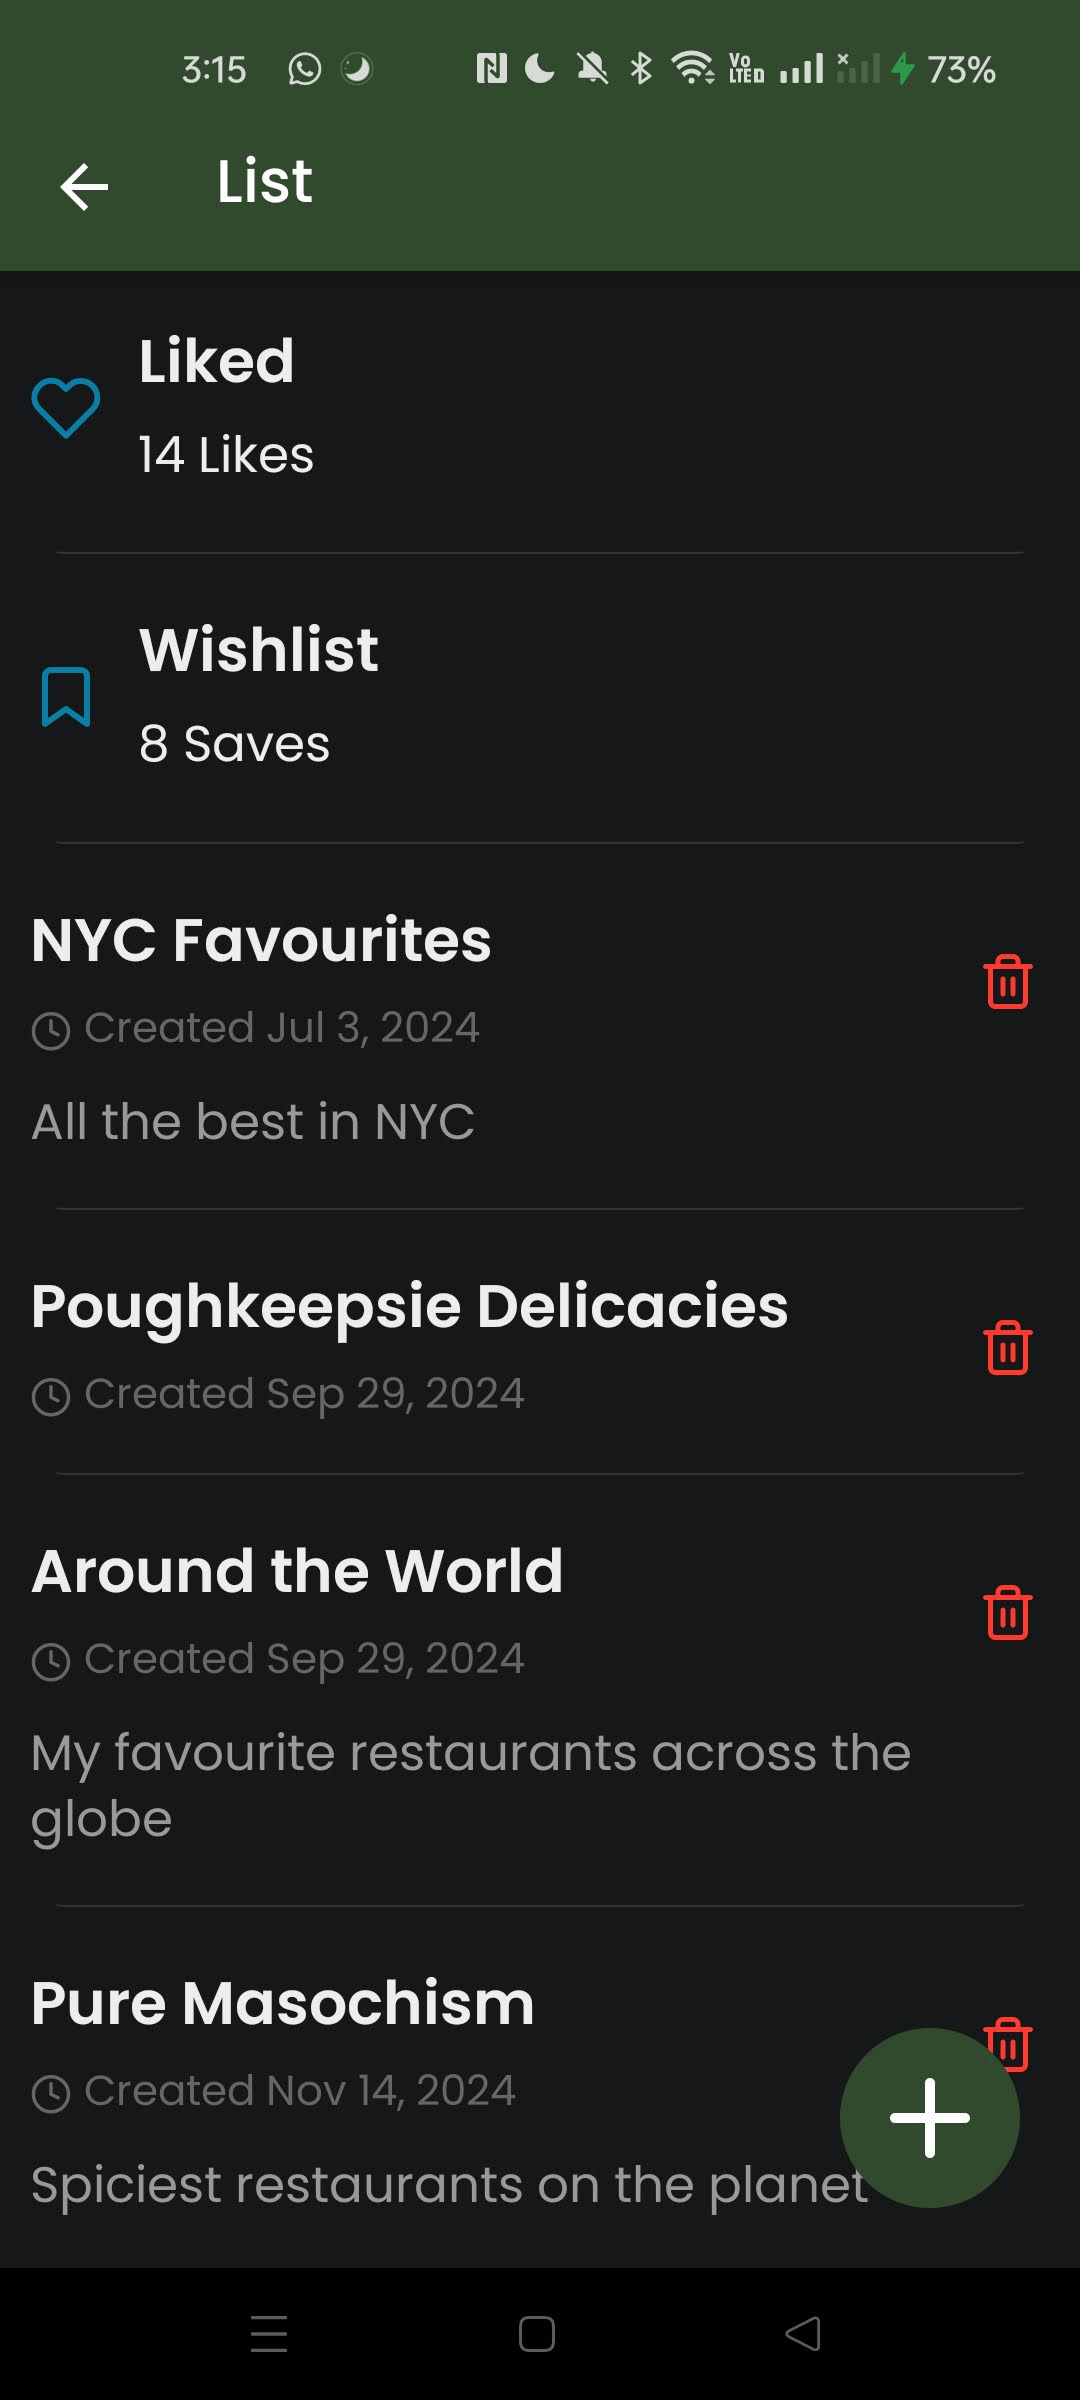 3:15
Vo
LTED
73%
List
Liked
14 Likes
Wishlist
8 Saves
NYC Favourites
Created Jul 3, 2024
All the best in NYC
Poughkeepsie Delicacies
Created Sep 29, 2024
Around the World
Created Sep 29, 2024
My favourite restaurants across the
globe
Pure Masochism
Created Nov 14, 2024
Spiciest restaurants on the planet